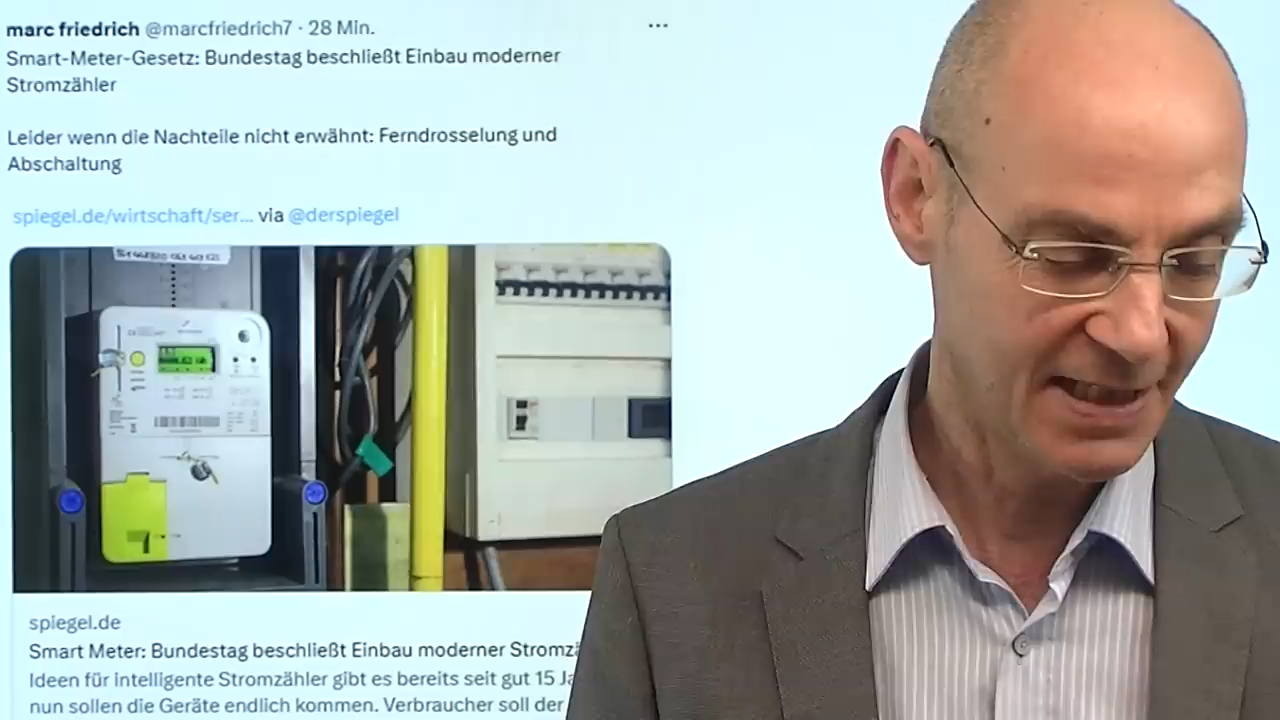 marc friedrich @marcfriedrich7 · 28 Min.
Smart-Meter-Gesetz: Bundestag beschließt Einbau moderner
Stromzähler
Leider wenn die Nachteile nicht erwähnt: Ferndrosselung und
Abschaltung
spiegel.de/wirtschaft/ser... via @derspiegel
spiegel.de
Smart Meter: Bundestag beschließt Einbau moderner Stromzä
Ideen für intelligente Stromzähler gibt es bereits seit gut 15 Ja
nun sollen die Geräte endlich kommen. Verbraucher soll der